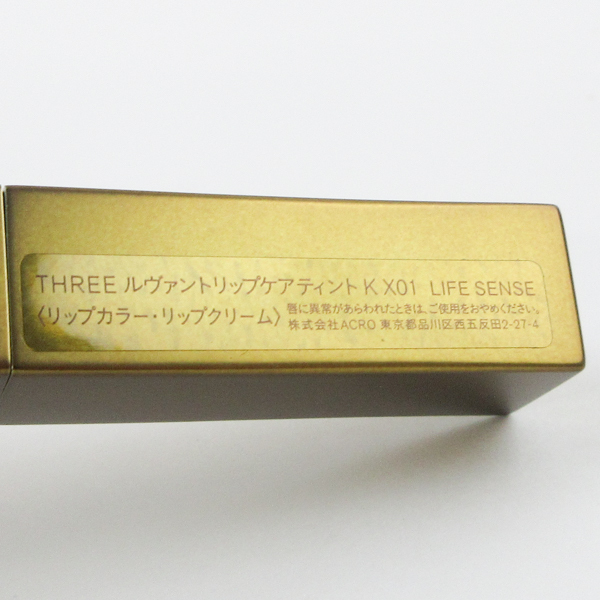 THREE ルヴァントリップケアティント K X01 LIFE SENSE
〈リップカラー・リップクリーム〉 唇に異常があらわれたときは、ご使用をおやめください。
株式会社ACRO 東京都品川区西五反田2-27-4